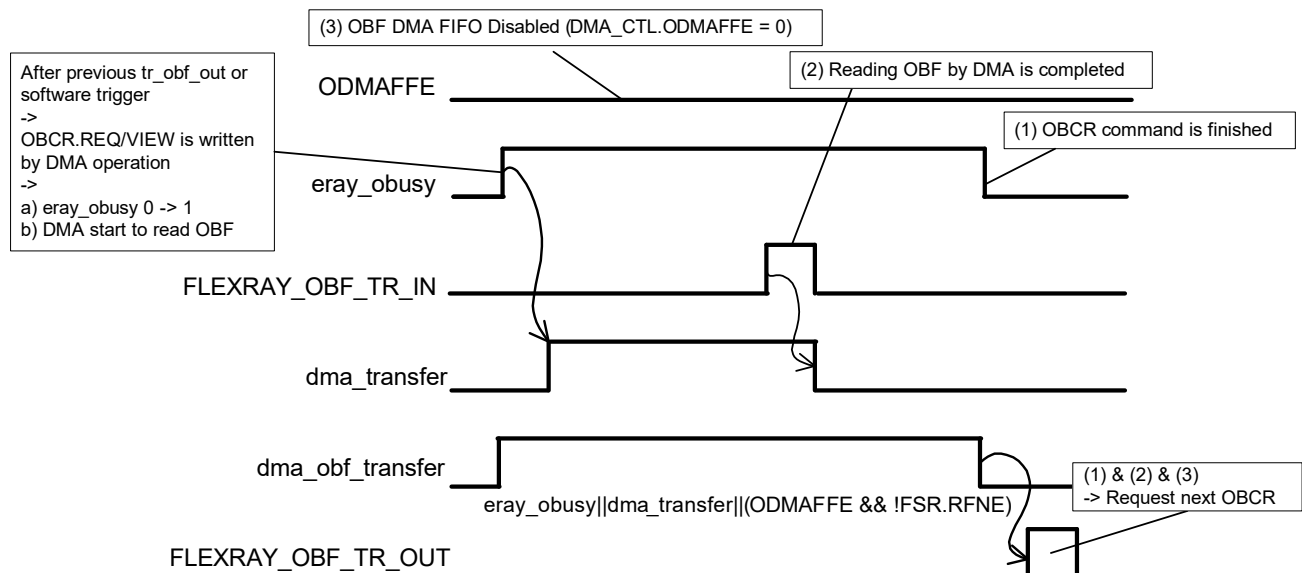 (3) OBF DMA FIFO Disabled (DMA_CTL.ODMAFFE = 0)
After previous tr_obf_out or
software trigger
->
OBCR.REQ/VIEW is written
by DMA operation
->
a) eray_obusy 0 -> 1
b) DMA start to read OBF
(2) Reading OBF by DMA is completed
ODMAFFE
(1) OBCR command is finished
eray_obusy
FLEXRAY_OBF_TR_IN
dma_transfer
dma_obf_transfer
eray_obusy||dma_transfer||(ODMAFFE && !FSR.RFNE)
(1) & (2) & (3)
-> Request next OBCR
FLEXRAY_OBF_TR_OUT